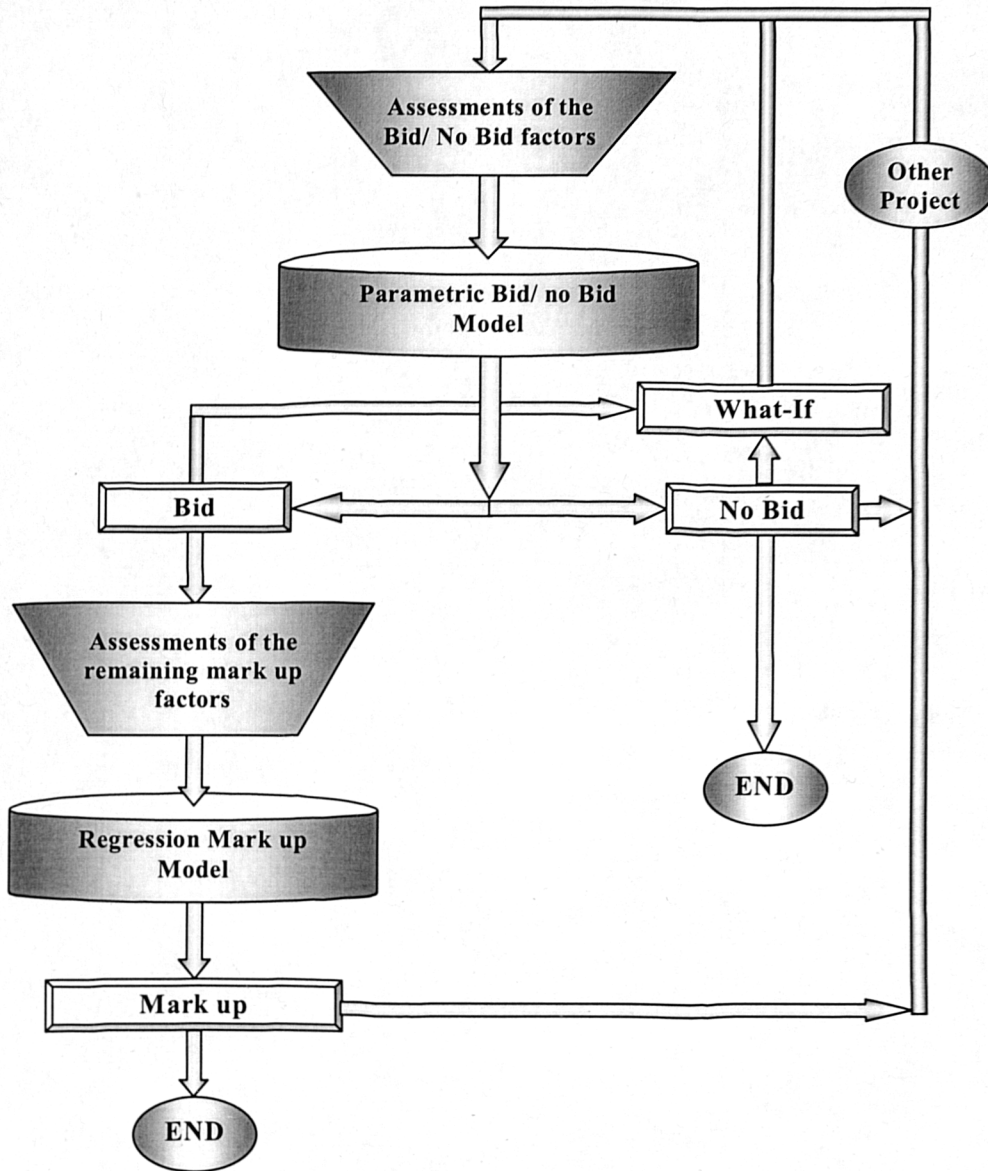 Assessments of the
Bid/ No Bid factors
Other
Project
Parametric Bid/ no Bid
Model
What-If
Bid
No Bid
Assessments of the
remaining mark up
factors
END
Regression Mark up
Model
Mark up
END